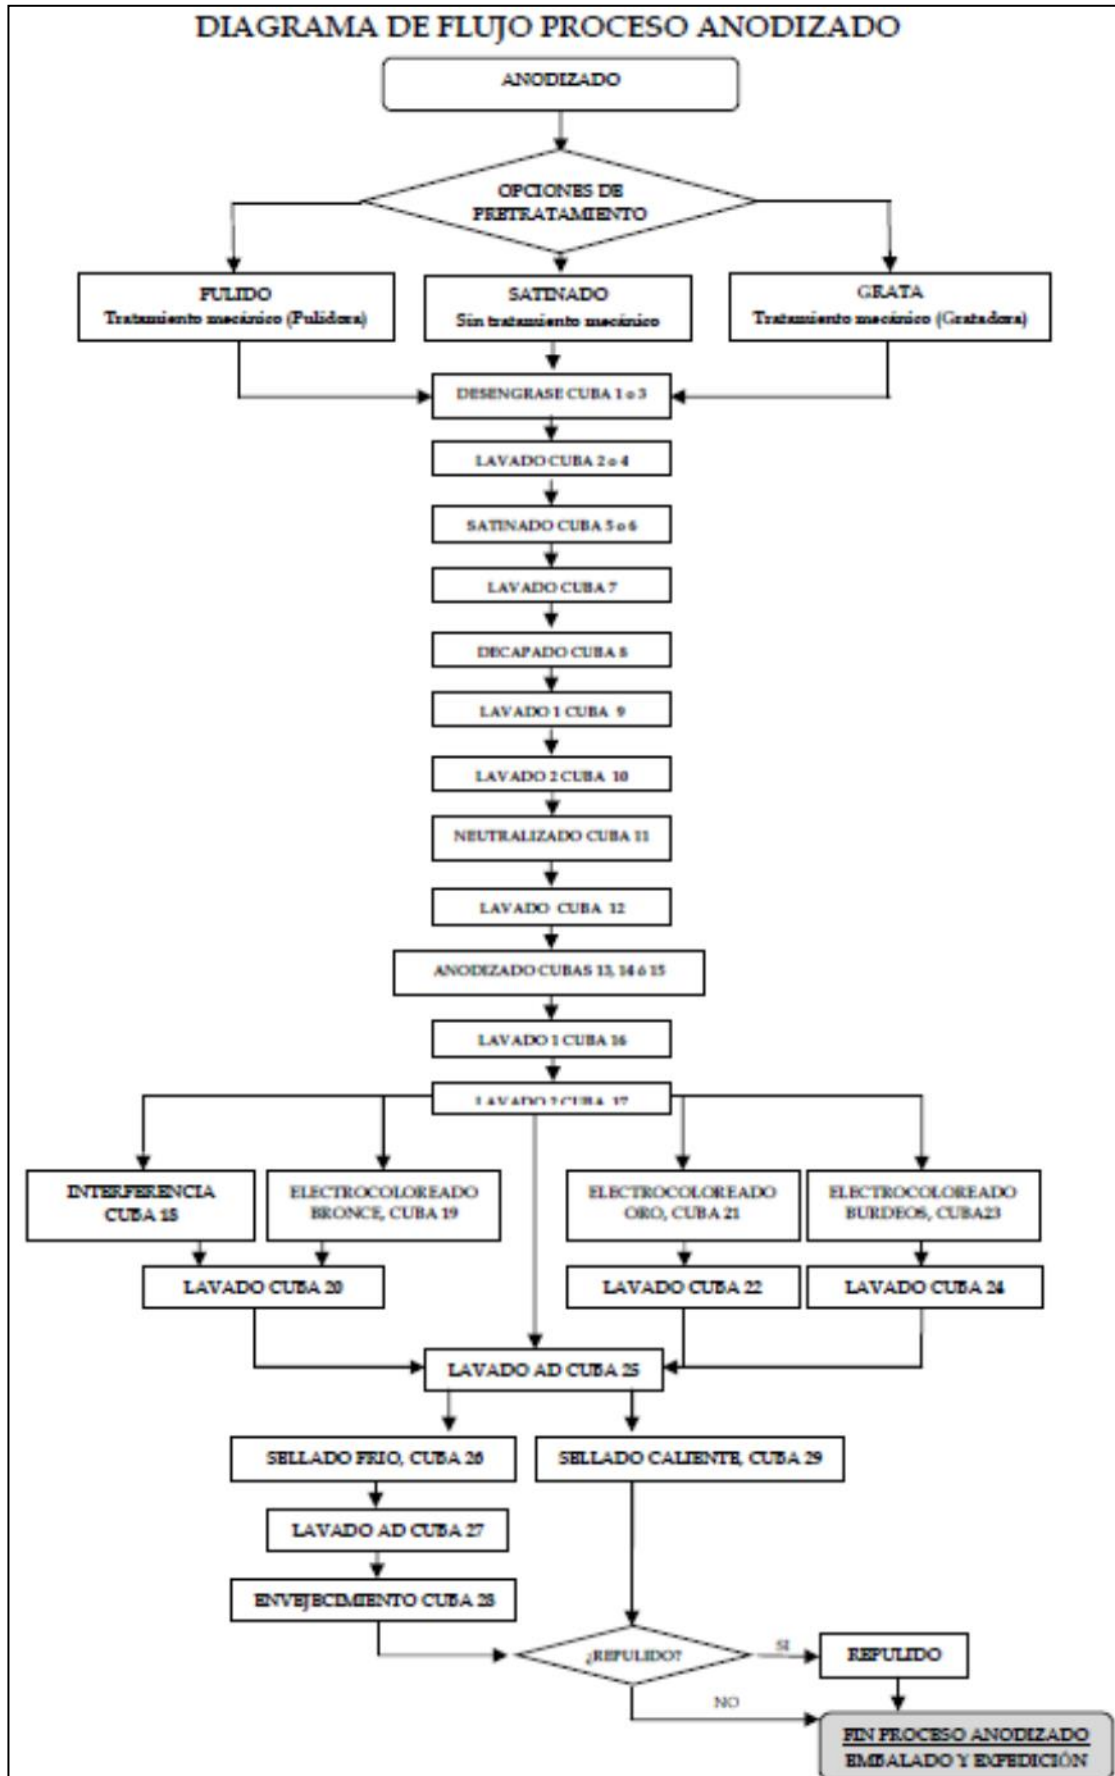 DIAGRAMA DE FLUJO PROCESO ANODIZADO
ANODIZADO
OPCIONES DE
PRETRATAMIENTO
PULIDO
Tratamiento mecánico (Pulidora)
SATINADO
Sin tratamiento mecánico
GRATA
Tratamiento mecánico (Gratadora)
DESENGRASE CUBA 1 o 3
LAVADO CUBA 2 o 4
SATINADO CUBA 5 o 6
LAVADO CUBA 7
DECAPADO CUBA 8
LAVADO 1 CUBA 9
LAVADO 2 CUBA 10
NEUTRALIZADO CUBA 11
LAVADO CUBA 12
ANODIZADO CUBAS 13, 14 ó 15
LAVADO 1 CUBA 16
LAVADO 2 CUBA 17
INTERFERENCIA
CUBA 18
ELECTROCOLOREADO
BRONCE, CUBA 19
ELECTROCOLOREADO
ORO, CUBA 21
ELECTROCOLOREADO
BURDEOS, CUBA23
LAVADO CUBA 20
LAVADO CUBA 22
LAVADO CUBA 24
LAVADO AD CUBA 25
SELLADO FRIO, CUBA 26
SELLADO CALIENTE, CUBA 29
LAVADO AD CUBA 27
ENVEJECIMIENTO CUBA 28
¿REPULIDO?
SI
REPULIDO
NO
FIN PROCESO ANODIZADO
EMBALADO Y EXPEDICIÓN